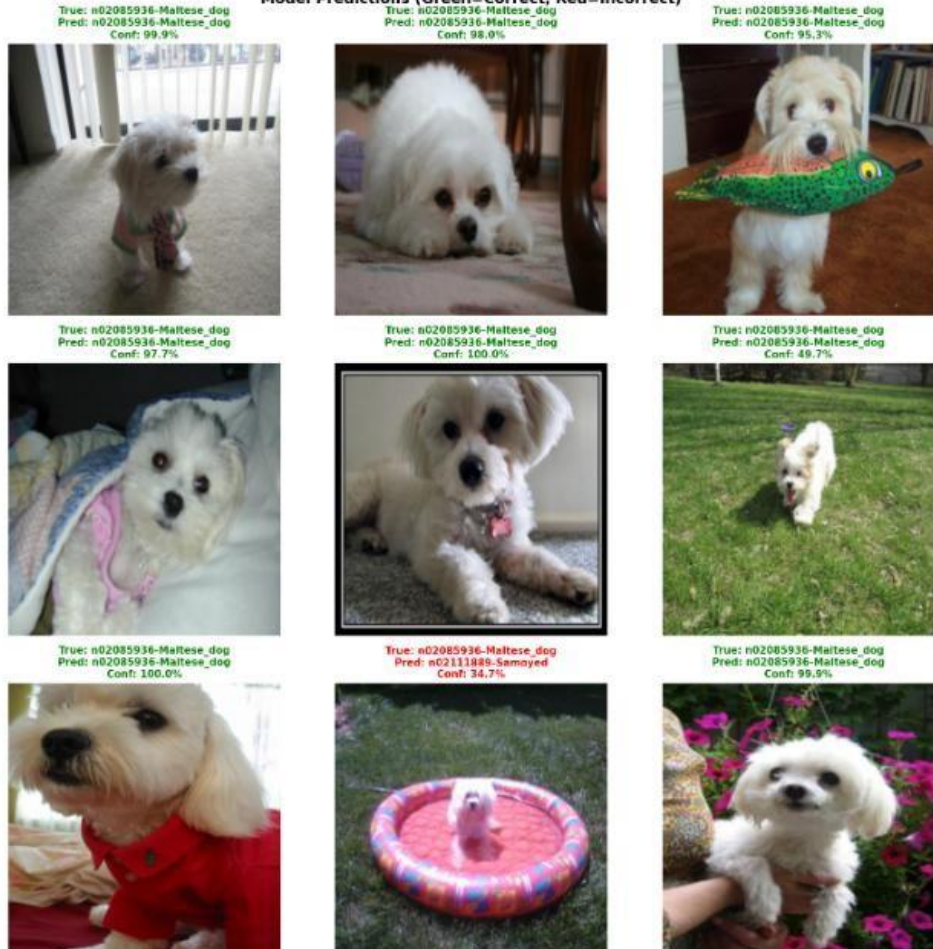 Model Predictions (Green=Correct, Red=Incorrect)
True: n02085936-Maltese_dog
Pred: n02085936-Maltese_dog
Conf: 99.9%
True: n02085936-Maltese_dog
Pred: n02085936-Maltese_dog
Conf: 98.0%
True: n02085936-Maltese_dog
Pred: n02085936-Maltese_dog
Conf: 95.3%
True: n02085936-Maltese_dog
Pred: n02085936-Maltese_dog
Conf: 97.7%
True: n02085936-Maltese_dog
Pred: n02085936-Maltese_dog
Conf: 100.0%
True: n02085936-Maltese_dog
Pred: n02085936-Maltese_dog
Conf: 49.7%
True: n02085936-Maltese_dog
Pred: n02085936-Maltese_dog
Conf: 100.0%
True: n02085936-Maltese_dog
Pred: n02111889-Samoyed
Conf: 34.7%
True: n02085936-Maltese_dog
Pred: n02085936-Maltese_dog
Conf: 99.9%